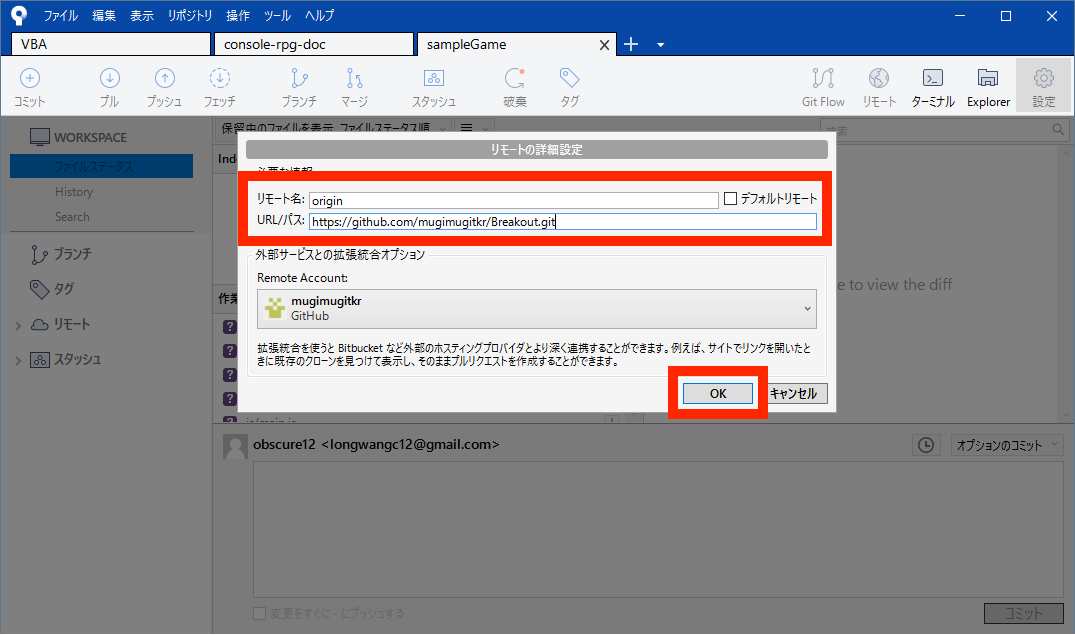 ファイル 編集 表示 リポジトリ 操作 ツール ヘルプ
VBA console-rpg-doc sampleGame
コミット プル プッシュ フェッチ ブランチ マージ スタッシュ 破棄 タグ Git Flow リモート ターミナル Explorer 設定
WORKSPACE
ファイルステータス
History
Search
ブランチ
タグ
リモート
スタッシュ
保留中のファイルを表示, ファイルステータス順
検索
リモートの詳細設定
必要な情報
リモート名: origin デフォルトリモート
URL/パス: https://github.com/mugimugitkr/Breakout.git
外部サービスとの拡張統合オプション
Remote Account:
mugimugitkr
GitHub
拡張統合を使うと Bitbucket など外部のホスティングプロバイダとより深く連携することができます。例えば、サイトでリンクを開いたと
きに既存のクローンを見つけて表示し、そのままプルリクエストを作成することができます。
OK キャンセル
e to view the diff
js/main.js
obscure12 <longwangc12@gmail.com>
オプションのコミット
変更をすぐに - にプッシュする
コミット